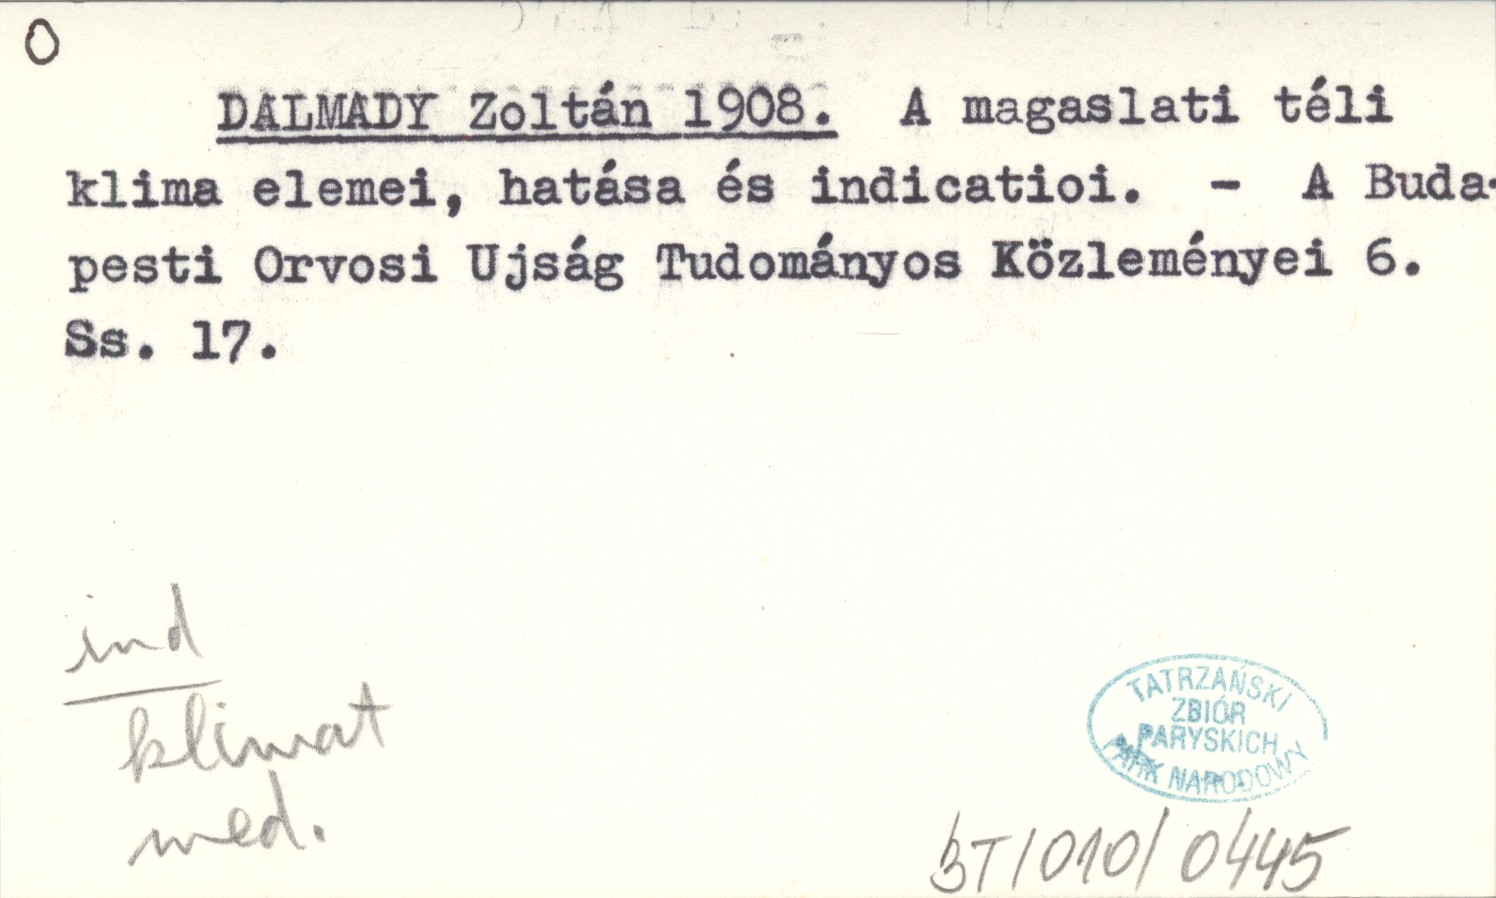 O
DALMADY Zoltán 1908. A magaslati téli
klima elemei, hatása és indicatioi. - A Buda-
pesti Orvosi Ujság Tudományos Közleményei 6.
Ss. 17.
ind
klimat
med.
TATRZAŃSKI
ZBIÓR
PARYSKICH
PARK NARODOWY
BT/010/0445